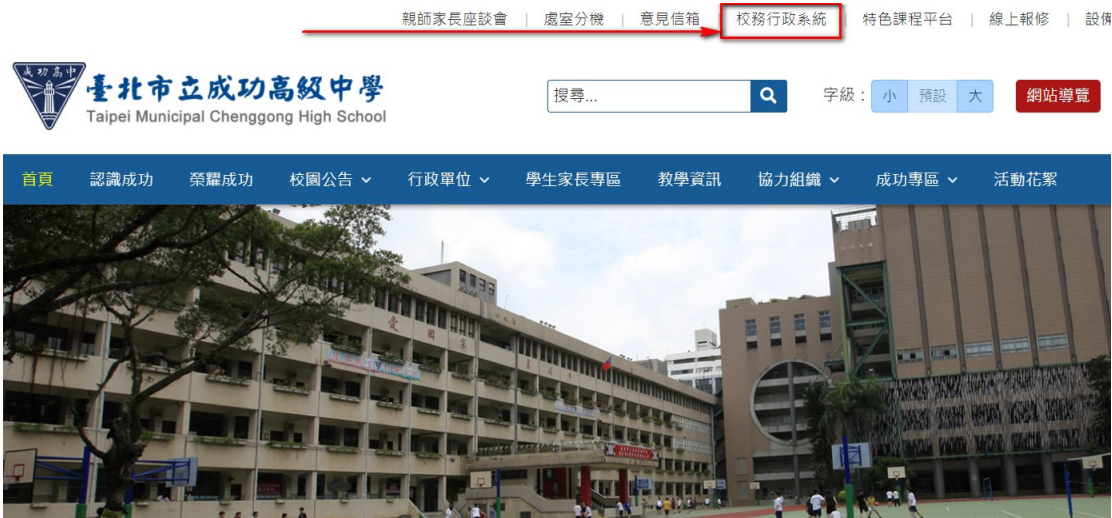 親師家長座談會 | 處室分機 | 意見信箱 | 校務行政系統 | 特色課程平台 | 線上報修 | 設備
成功高中
臺北市立成功高級中學
Taipei Municipal Chenggong High School
搜尋...
字級： 小 預設 大
網站導覽
首頁 認識成功 榮耀成功 校園公告 行政單位 學生家長專區 教學資訊 協力組織 成功專區 活動花絮
愛國家